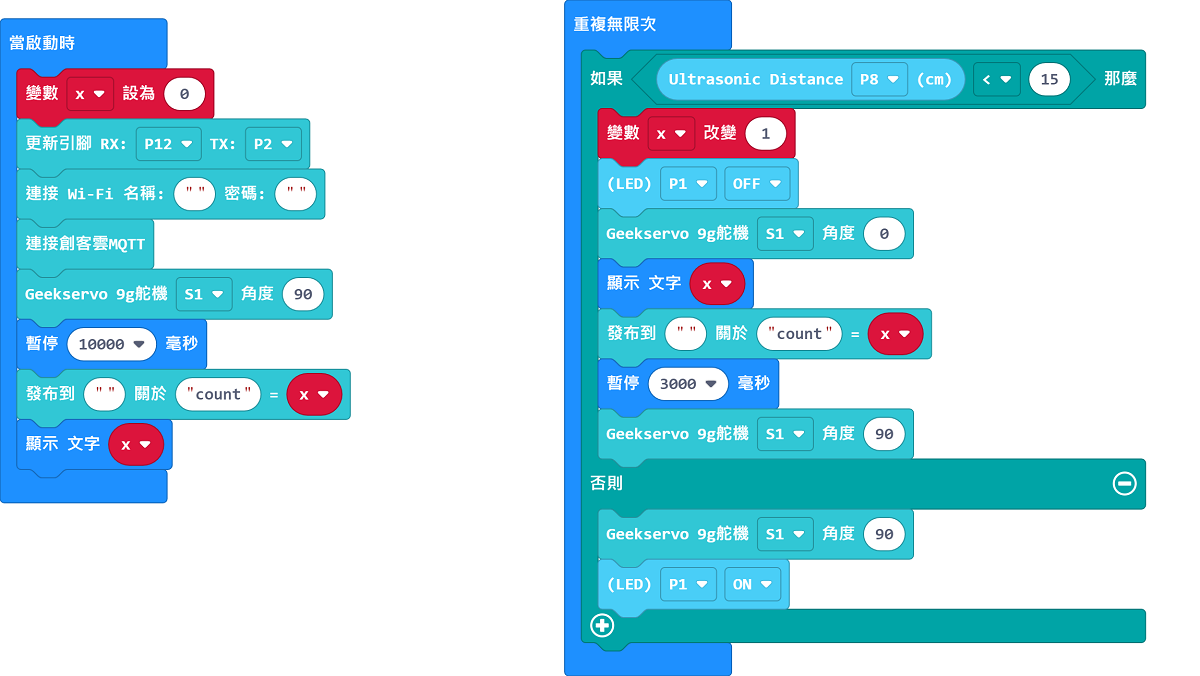 當啟動時
變數 x 設為 0
更新引腳 RX: P12 TX: P2
連接 Wi-Fi 名稱: "" 密碼: ""
連接創客雲MQTT
Geekservo 9g舵機 S1 角度 90
暫停 10000 毫秒
發布到 "" 關於 "count" = x
顯示 文字 x
重複無限次
如果 Ultrasonic Distance P8 (cm) < 15 那麼
變數 x 改變 1
(LED) P1 OFF
Geekservo 9g舵機 S1 角度 0
顯示 文字 x
發布到 "" 關於 "count" = x
暫停 3000 毫秒
Geekservo 9g舵機 S1 角度 90
否則
Geekservo 9g舵機 S1 角度 90
(LED) P1 ON